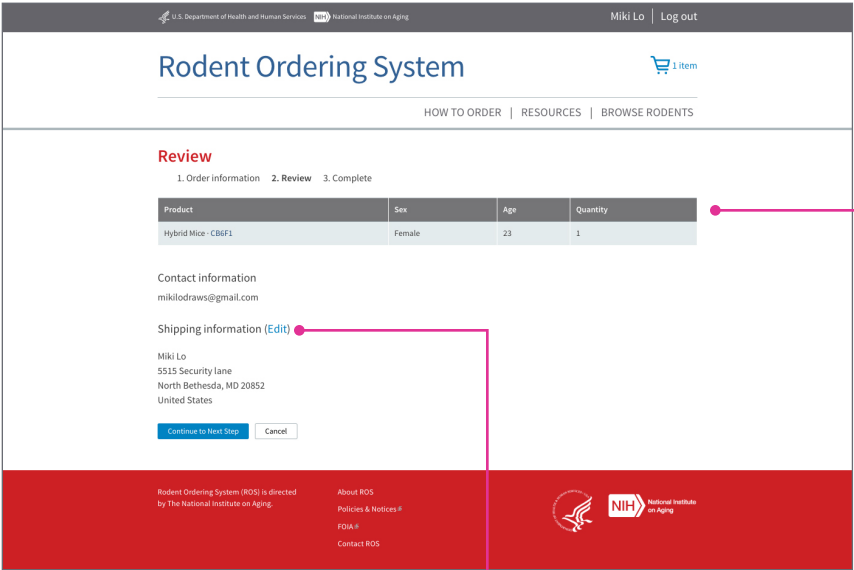 U.S. Department of Health and Human Services NIH National Institute on Aging Miki Lo | Log out
Rodent Ordering System
1 item
HOW TO ORDER | RESOURCES | BROWSE RODENTS
Review
1. Order information 2. Review 3. Complete
Product Sex Age Quantity
Hybrid Mice - CB6F1 Female 23 1
Contact information
mikilodraws@gmail.com
Shipping information (Edit)
Miki Lo
5515 Security lane
North Bethesda, MD 20852
United States
Continue to Next Step Cancel
Rodent Ordering System (ROS) is directed
by The National Institute on Aging.
About ROS
Policies & Notices
FOIA
Contact ROS
NIH National Institute
on Aging